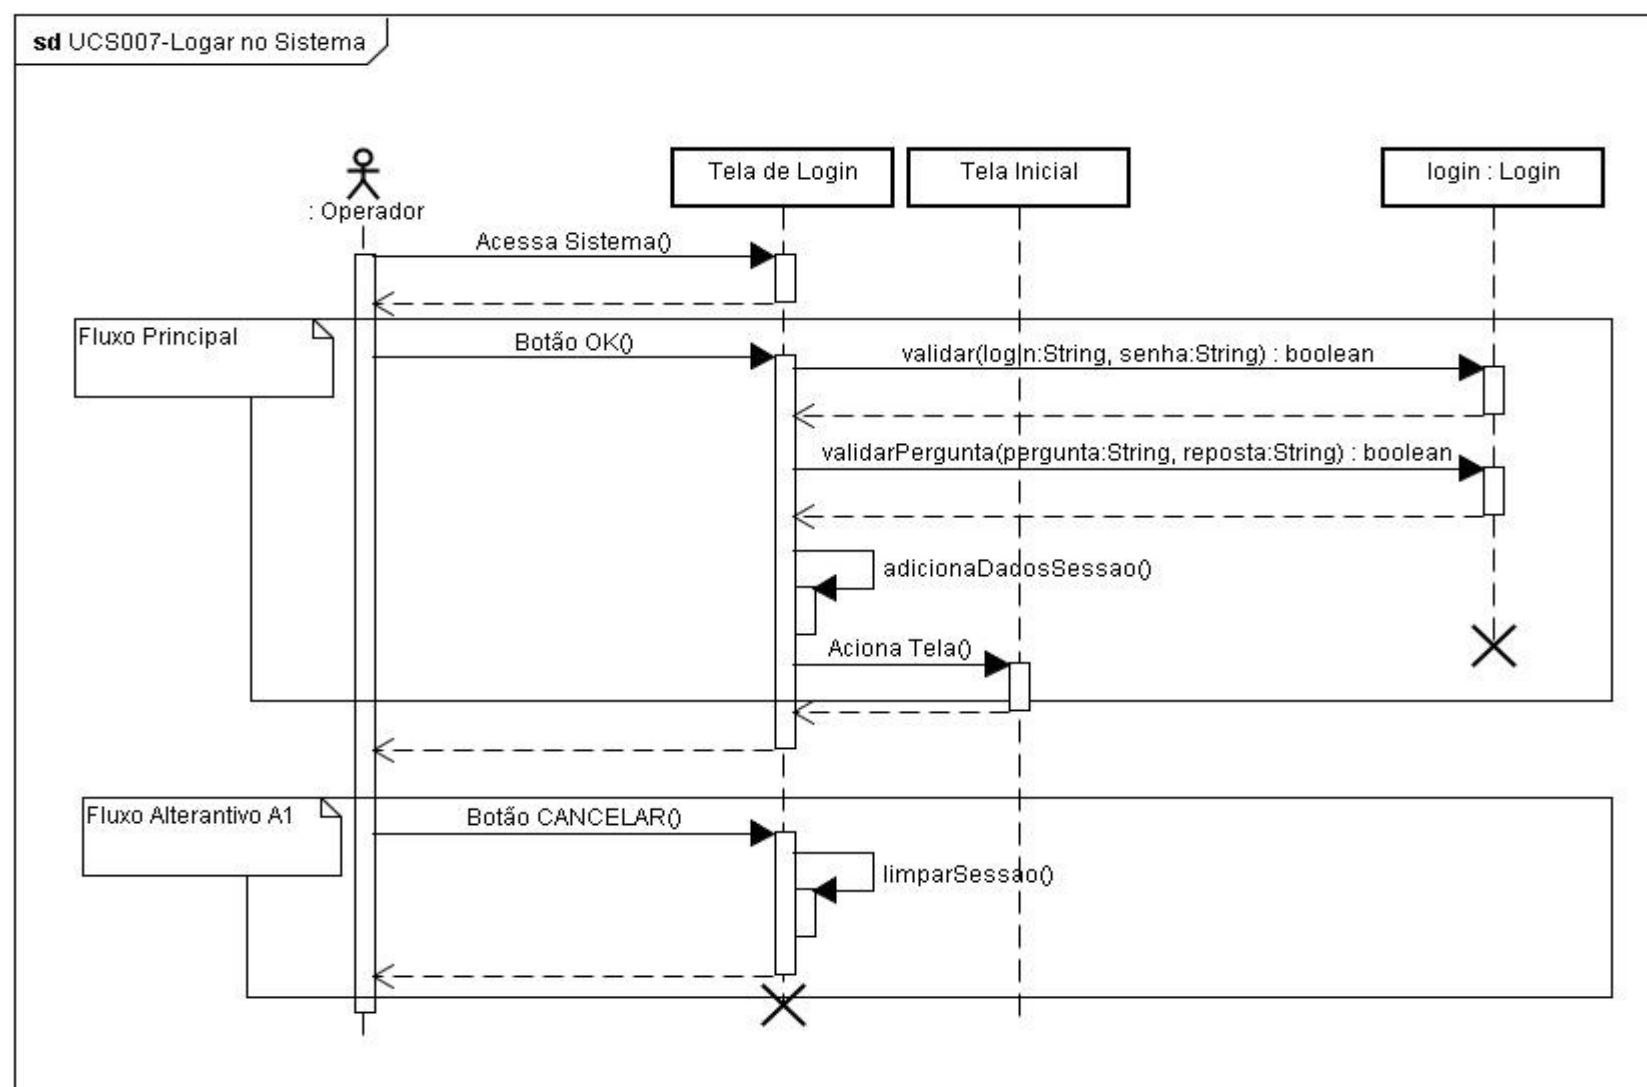 sd UCS007-Logar no Sistema
: Operador
Tela de Login
Tela Inicial
login : Login
Acessa Sistema()
Fluxo Principal
Botão OK()
validar(login:String, senha:String) : boolean
validarPergunta(pergunta:String, reposta:String) : boolean
adicionaDadosSessao()
Aciona Tela()
Fluxo Alterantivo A1
Botão CANCELAR()
limparSessao()